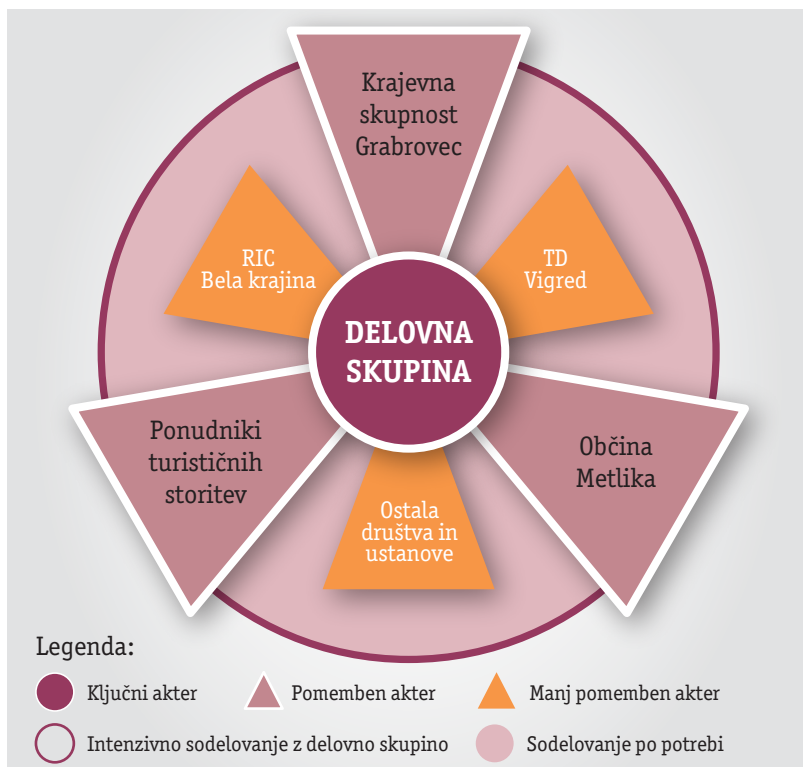 Krajevna
skupnost
Grabrovec
RIC
Bela krajina
TD
Vigred
DELOVNA
SKUPINA
Ponudniki
turističnih
storitev
Občina
Metlika
Ostala
društva in
ustanove
Legenda:
Ključni akter
Pomemben akter
Manj pomemben akter
Intenzivno sodelovanje z delovno skupino
Sodelovanje po potrebi